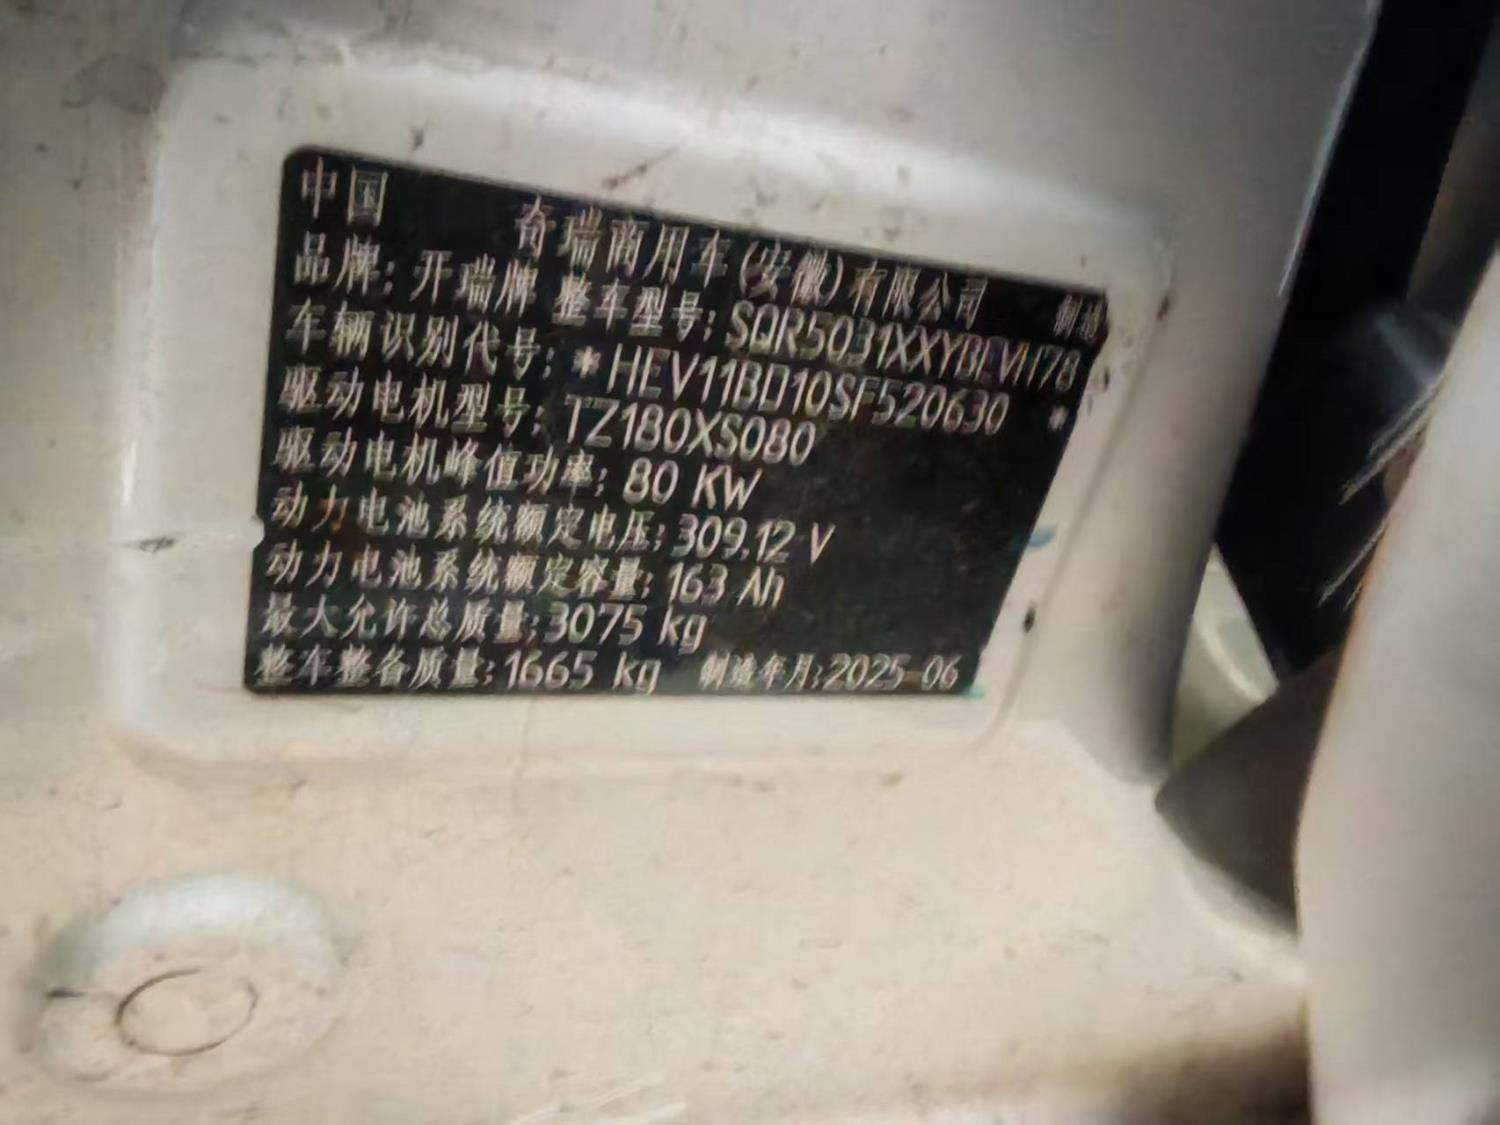 中国 奇瑞商用车(安徽)有限公司 制造
品牌:开瑞牌 整车型号:SQR5031XXYBEVH78
车辆识别代号:*HEV11BD10SF520630 *
驱动电机型号:TZ180XS080
驱动电机峰值功率:80 KW
动力电池系统额定电压:309.12 V
动力电池系统额定容量:163 Ah
最大允许总质量:3075 kg
整车整备质量:1665 kg 制造年月:2025-06